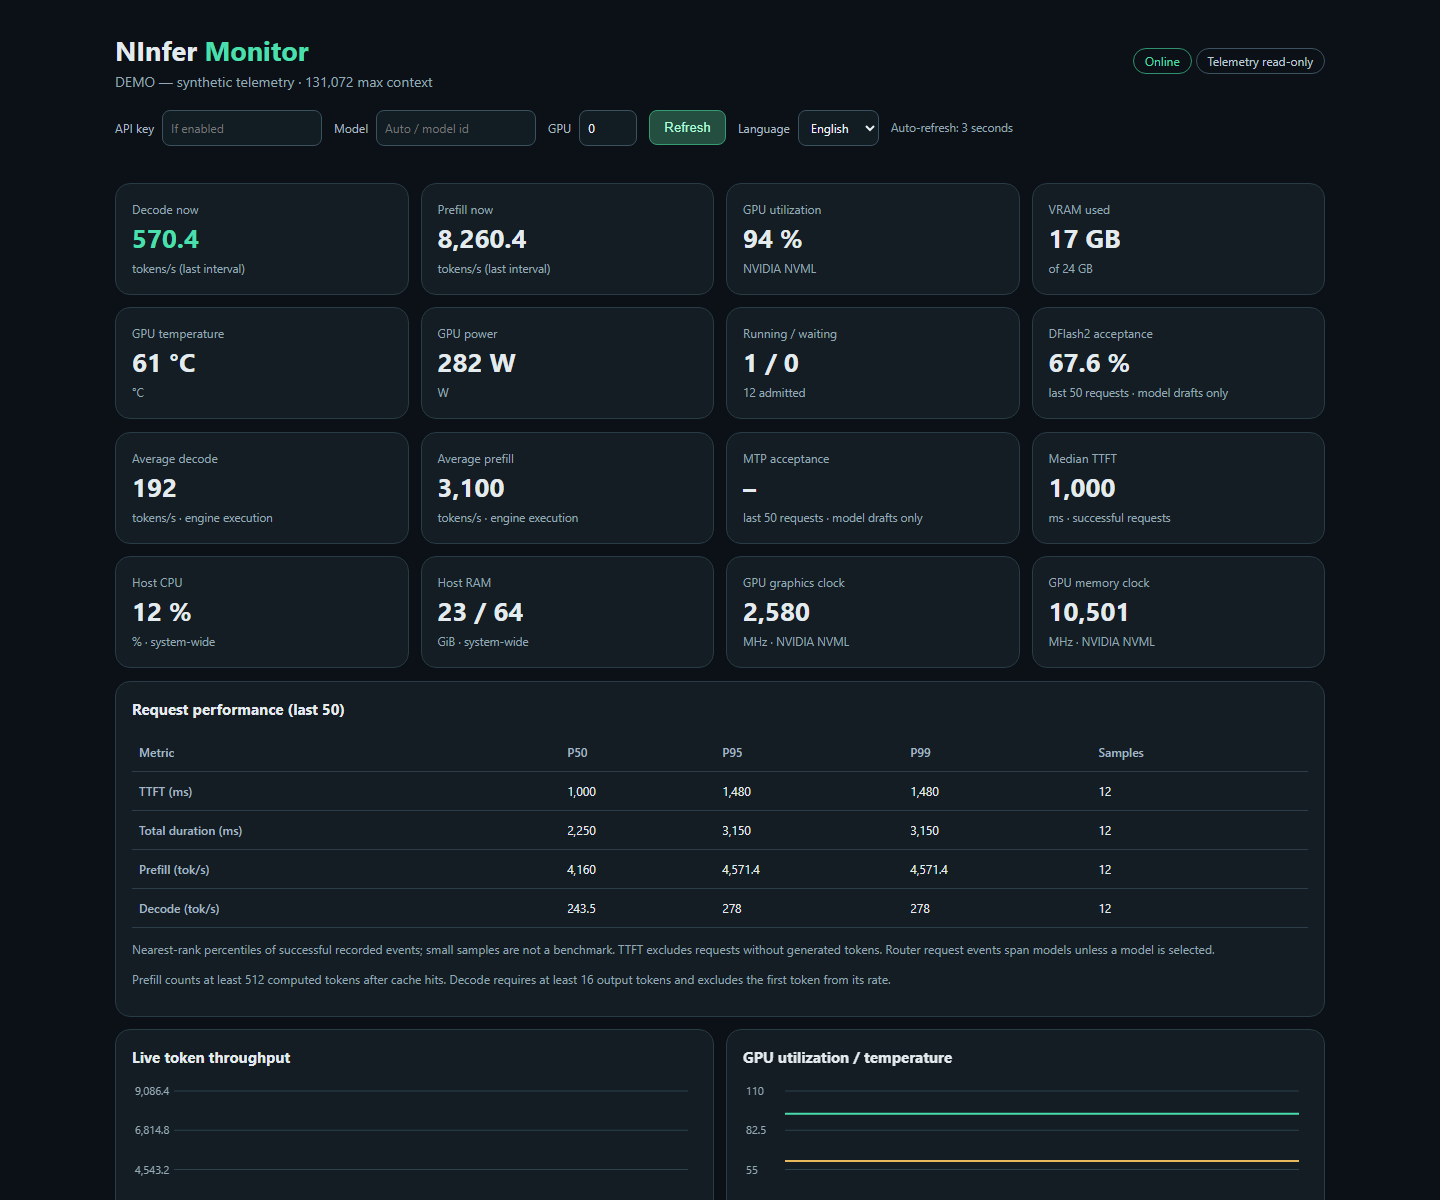 NInfer Monitor
DEMO — synthetic telemetry · 131,072 max context
Online
Telemetry read-only
API key If enabled Model Auto / model id GPU 0 Refresh Language English Auto-refresh: 3 seconds
Decode now
570.4
tokens/s (last interval)
Prefill now
8,260.4
tokens/s (last interval)
GPU utilization
94 %
NVIDIA NVML
VRAM used
17 GB
of 24 GB
GPU temperature
61 °C
°C
GPU power
282 W
W
Running / waiting
1 / 0
12 admitted
DFlash2 acceptance
67.6 %
last 50 requests · model drafts only
Average decode
192
tokens/s · engine execution
Average prefill
3,100
tokens/s · engine execution
MTP acceptance
–
last 50 requests · model drafts only
Median TTFT
1,000
ms · successful requests
Host CPU
12 %
% · system-wide
Host RAM
23 / 64
GiB · system-wide
GPU graphics clock
2,580
MHz · NVIDIA NVML
GPU memory clock
10,501
MHz · NVIDIA NVML
Request performance (last 50)
Metric P50 P95 P99 Samples
TTFT (ms) 1,000 1,480 1,480 12
Total duration (ms) 2,250 3,150 3,150 12
Prefill (tok/s) 4,160 4,571.4 4,571.4 12
Decode (tok/s) 243.5 278 278 12
Nearest-rank percentiles of successful recorded events; small samples are not a benchmark. TTFT excludes requests without generated tokens. Router request events span models unless a model is selected.
Prefill counts at least 512 computed tokens after cache hits. Decode requires at least 16 output tokens and excludes the first token from its rate.
Live token throughput
9,086.4
6,814.8
4,543.2
GPU utilization / temperature
110
82.5
55